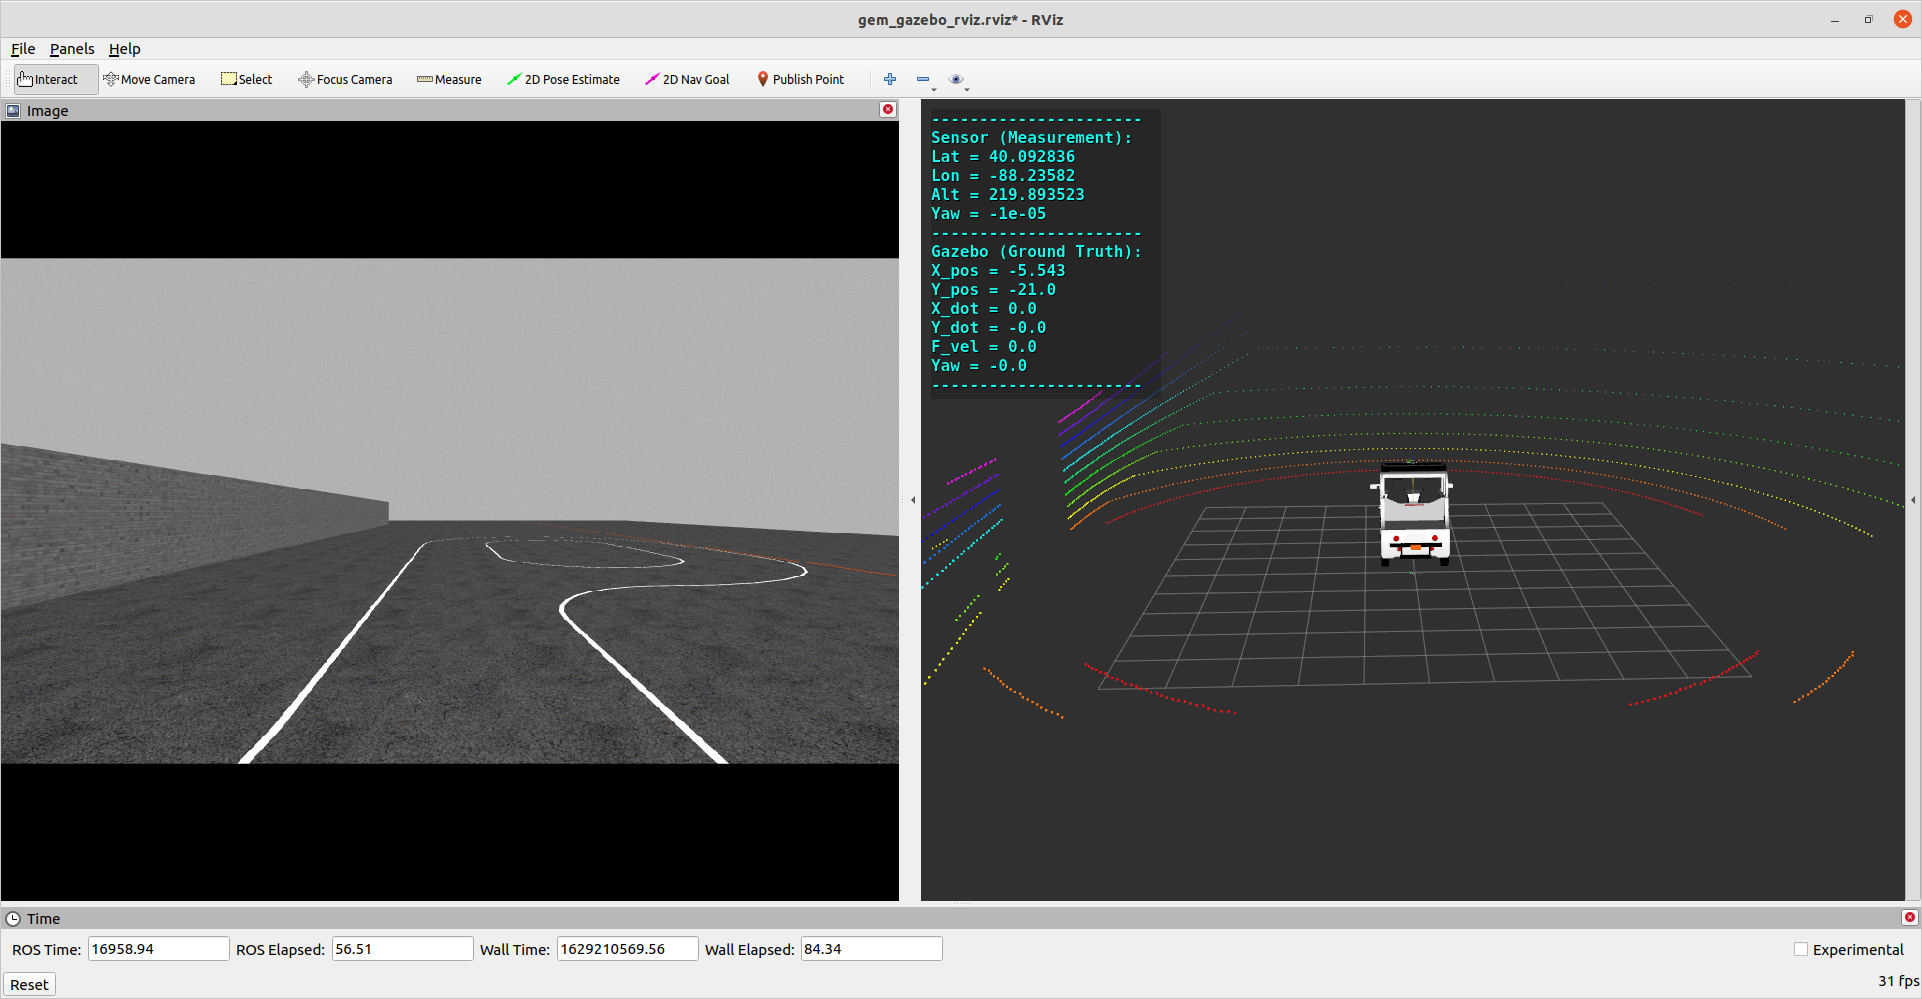 gem_gazebo_rviz.rviz* - RViz
File Panels Help
Interact Move Camera Select Focus Camera Measure 2D Pose Estimate 2D Nav Goal Publish Point
Image
----------------------
Sensor (Measurement):
Lat = 40.092836
Lon = -88.23582
Alt = 219.893523
Yaw = -1e-05
----------------------
Gazebo (Ground Truth):
X_pos = -5.543
Y_pos = -21.0
X_dot = 0.0
Y_dot = -0.0
F_vel = 0.0
Yaw = -0.0
----------------------
Time
ROS Time: 16958.94 ROS Elapsed: 56.51 Wall Time: 1629210569.56 Wall Elapsed: 84.34 Experimental
Reset 31 fps